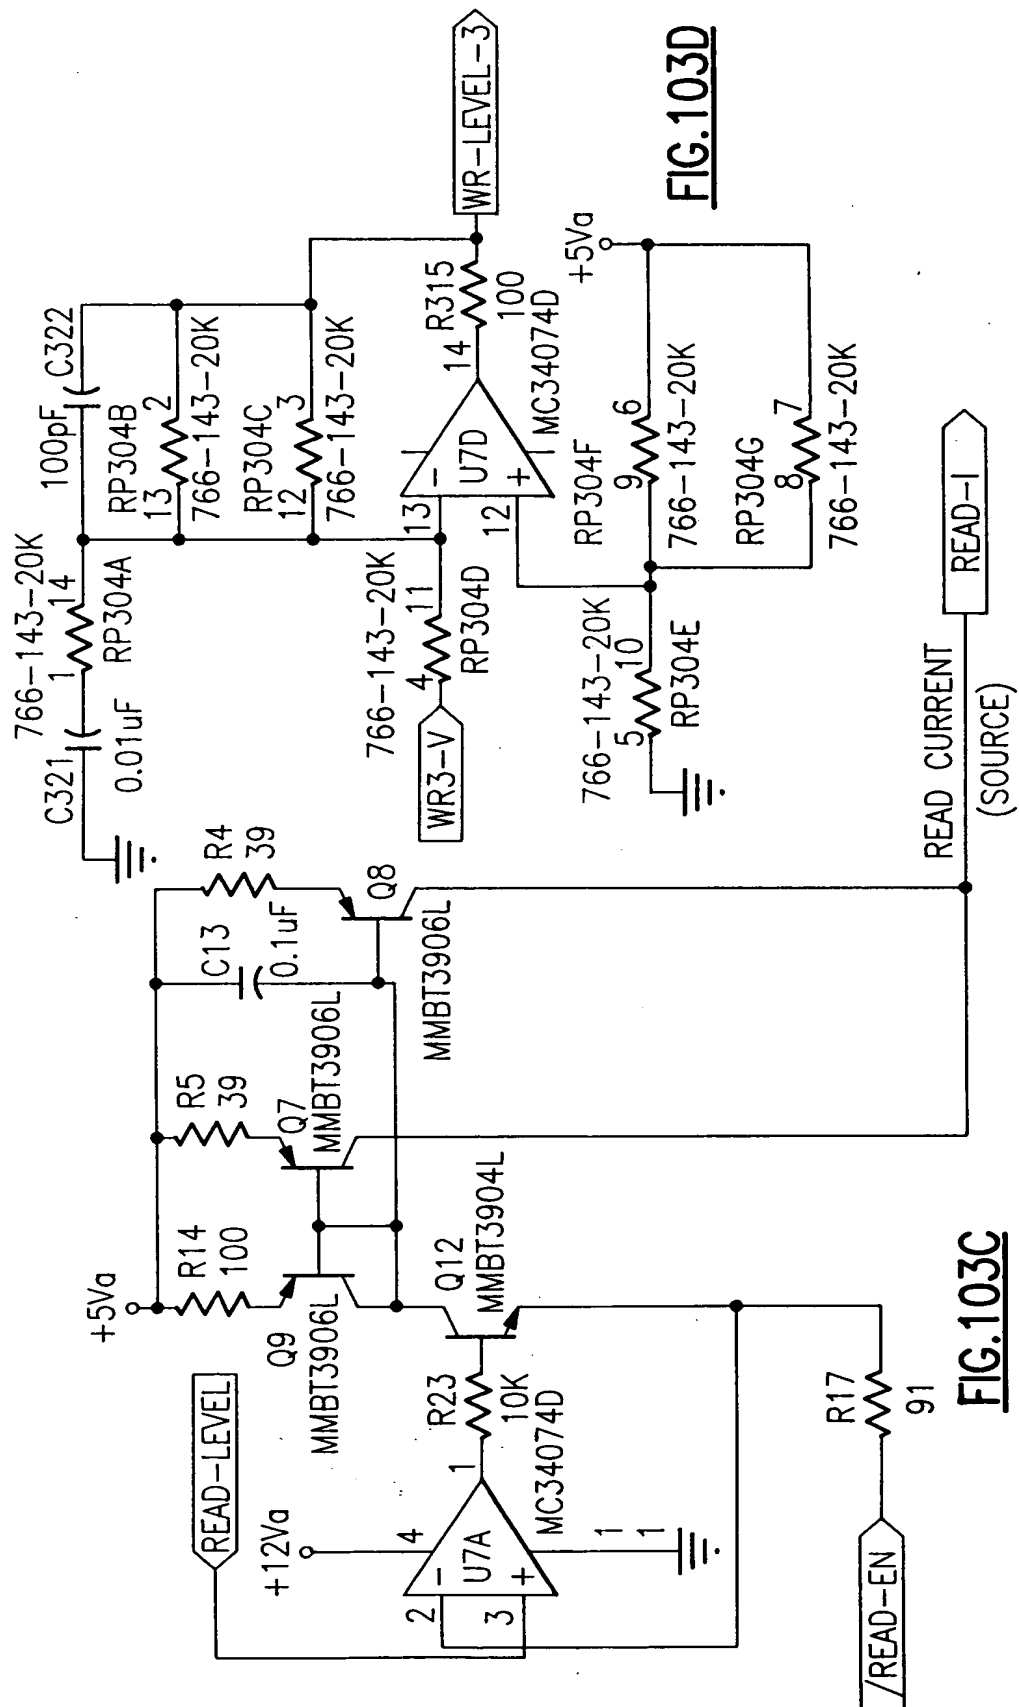 +5Va
R14
100
R5
39
C13
0.1uF
R4
39
Q9
MMBT3906L
Q7
MMBT3906L
Q8
MMBT3906L
READ-LEVEL
+12Va
4
2
3
U7A
-
+
1
MC34074D
R23
10K
Q12
MMBT3904L
1
1
/READ-EN
R17
91
READ CURRENT
(SOURCE)
READ-I
FIG.103C
C321
0.01uF
766-143-20K
1
14
RP304A
100pF
C322
RP304B
13
2
766-143-20K
RP304C
12
3
766-143-20K
WR3-V
766-143-20K
4
11
RP304D
13
12
-
+
U7D
14
MC34074D
R315
100
WR-LEVEL-3
766-143-20K
5
10
RP304E
RP304F
9
6
766-143-20K
RP304G
8
7
766-143-20K
+5Va
FIG.103D